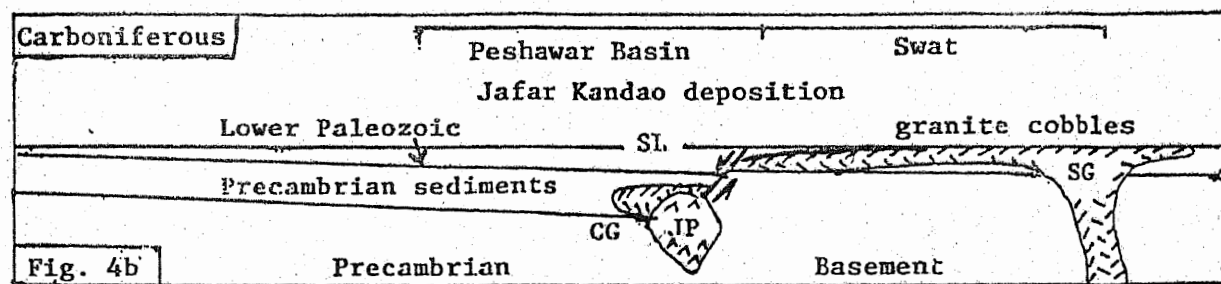 Carboniferous
Peshawar Basin Swat
Jafar Kandao deposition
Lower Paleozoic SL granite cobbles
Precambrian sediments SG
CG IP
Fig. 4b Precambrian Basement